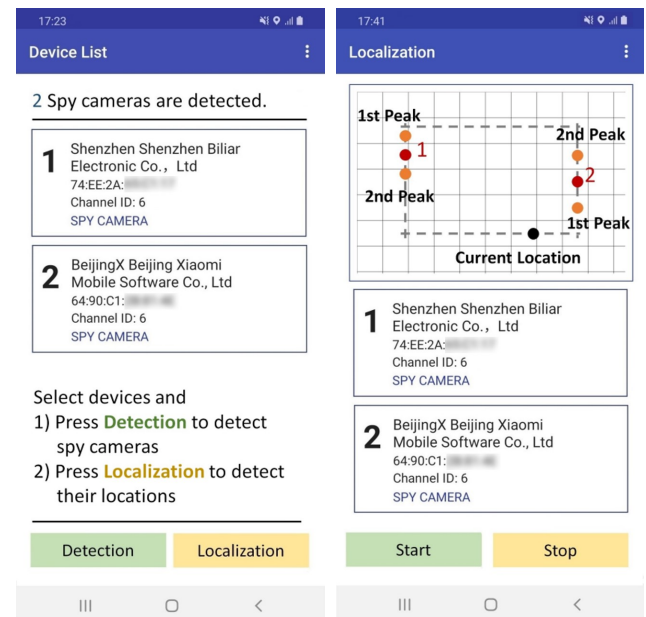 17:23
Device List
2 Spy cameras are detected.
1
Shenzhen Shenzhen Biliar
Electronic Co., Ltd
74:EE:2A:
Channel ID: 6
SPY CAMERA
2
BeijingX Beijing Xiaomi
Mobile Software Co., Ltd
64:90:C1:
Channel ID: 6
SPY CAMERA
Select devices and
1) Press Detection to detect
spy cameras
2) Press Localization to detect
their locations
Detection
Localization
17:41
Localization
1st Peak
1
2nd Peak
2nd Peak
2
1st Peak
Current Location
1
Shenzhen Shenzhen Biliar
Electronic Co., Ltd
74:EE:2A:
Channel ID: 6
SPY CAMERA
2
BeijingX Beijing Xiaomi
Mobile Software Co., Ltd
64:90:C1:
Channel ID: 6
SPY CAMERA
Start
Stop